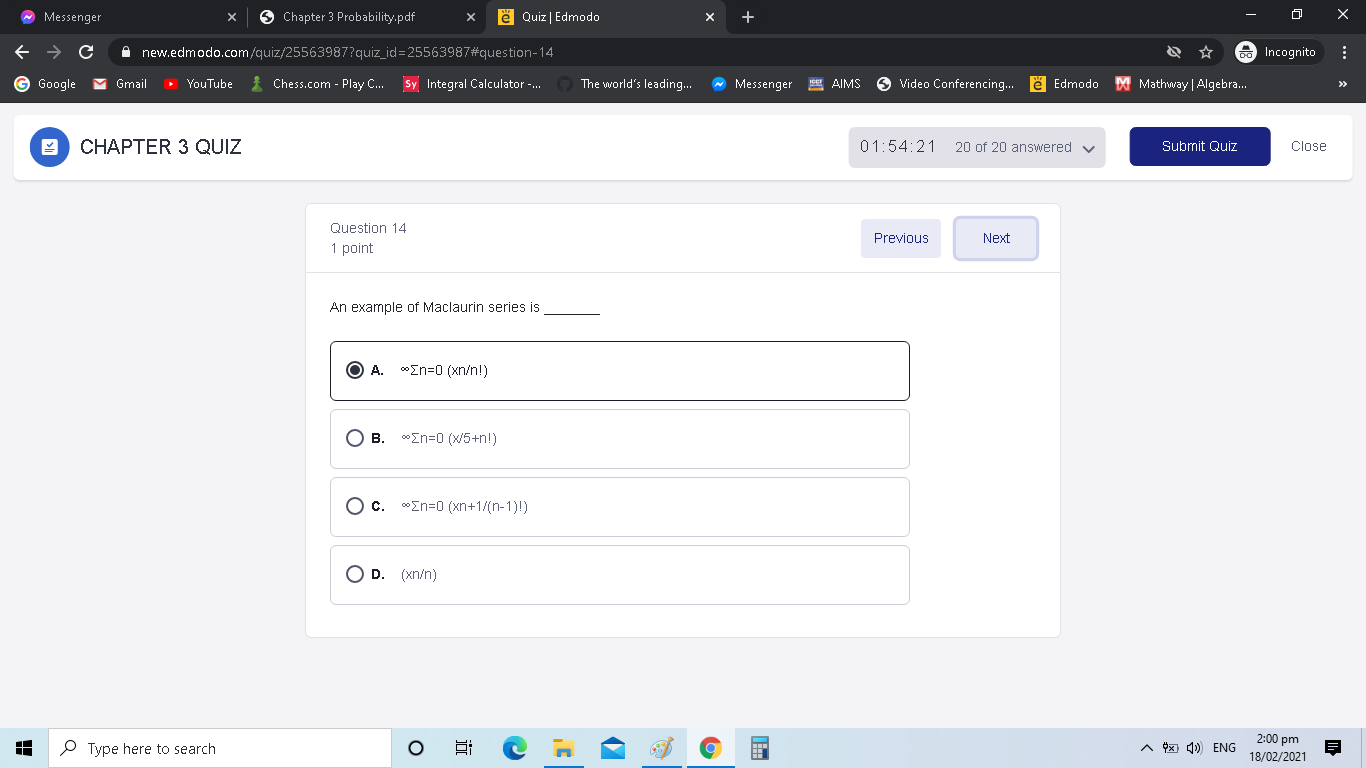 Messenger
Chapter 3 Probability.pdf
Quiz | Edmodo
new.edmodo.com/quiz/25563987?quiz_id=25563987#question-14
Incognito
Google
Gmail
YouTube
Chess.com - Play C...
Sy
Integral Calculator -...
The world's leading...
Messenger
AIMS
Video Conferencing...
Edmodo
Mathway | Algebra...
»
CHAPTER 3 QUIZ
01:54:21 20 of 20 answered
Submit Quiz
Close
Question 14
1 point
Previous
Next
An example of Maclaurin series is ________
A. ∞Σn=0 (xn/n!)
B. ∞Σn=0 (x/5+n!)
C. ∞Σn=0 (xn+1/(n-1)!)
D. (xn/n)
Type here to search
ENG
2:00 pm
18/02/2021